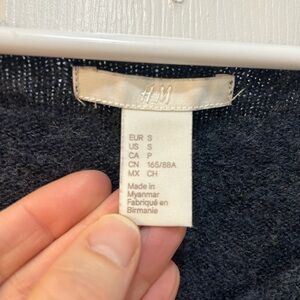 H&M
EUR S
US S
CA P
CN 165/88A
MX CH
Made in
Myanmar
Fabriqué en
Birmanie